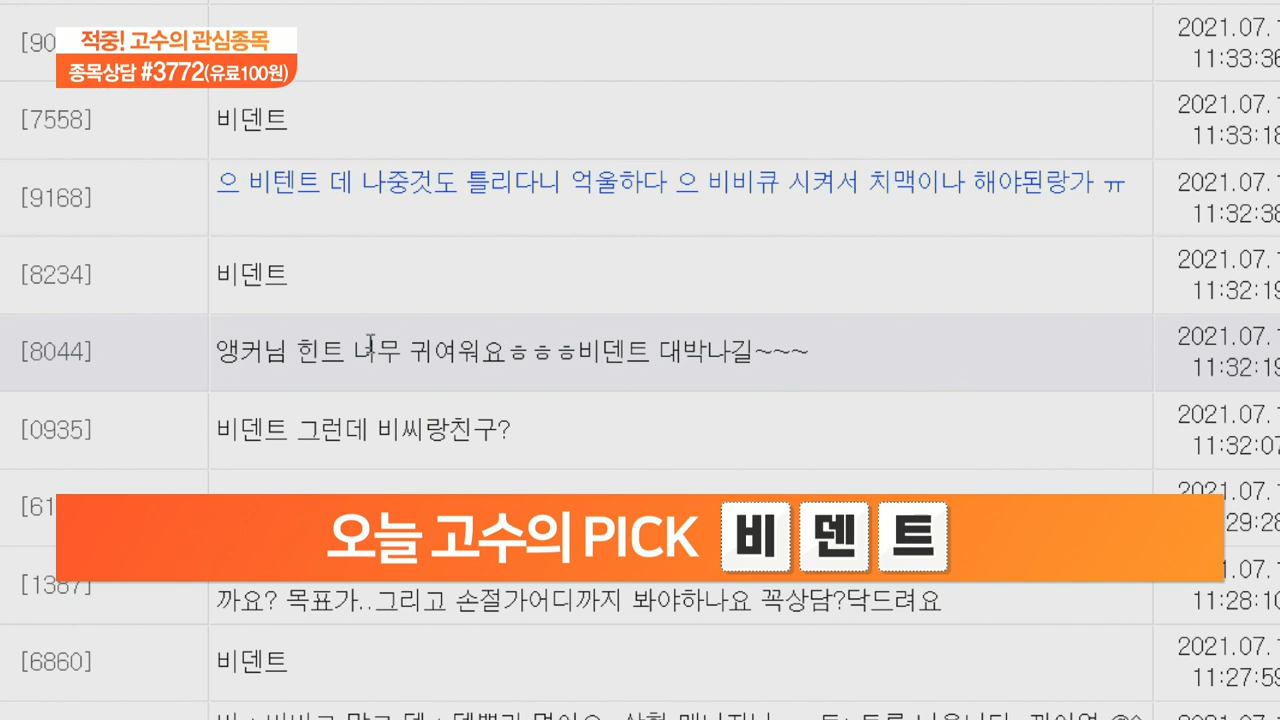 적중! 고수의 관심종목
종목상담 #3772(유료100원)
[90
2021.07.
11:33:36
[7558]
비덴트
2021.07.
11:33:18
[9168]
으 비텐트 데 나중것도 틀리다니 억울하다 으 비비큐 시켜서 치맥이나 해야된랑가 ㅠ
2021.07.
11:32:38
[8234]
비덴트
2021.07.
11:32:19
[8044]
앵커님 힌트 너무 귀여워요ㅎㅎㅎ비덴트 대박나길~~~
2021.07.
11:32:19
[0935]
비덴트 그런데 비씨랑친구?
2021.07.
11:32:07
[61
2021.07.
29:28
오늘 고수의 PICK 비덴트
[1387]
까요? 목표가..그리고 손절가어디까지 봐야하나요 꼭상담?닥드려요
1.07.
11:28:10
[6860]
비덴트
2021.07.
11:27:59